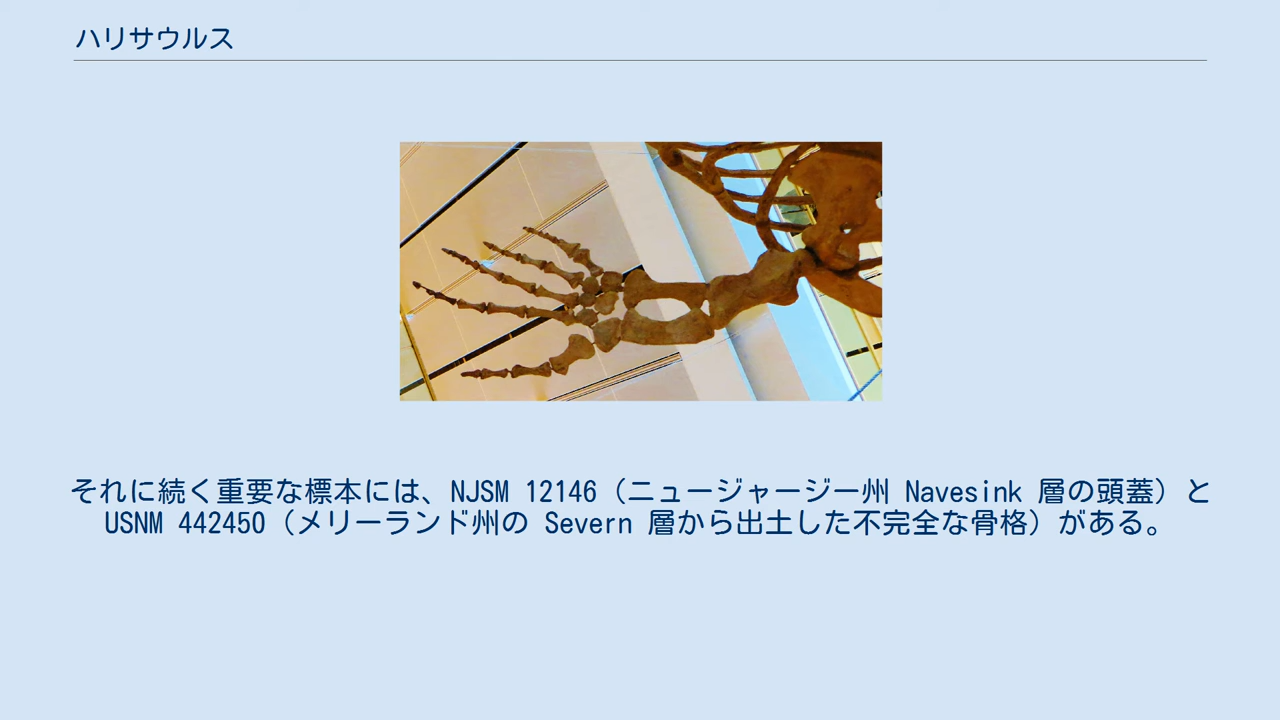 ハリサウルス
それに続く重要な標本には、NJSM 12146（ニュージャージー州 Navesink 層の頭蓋）と
USNM 442450（メリーランド州の Severn 層から出土した不完全な骨格）がある。